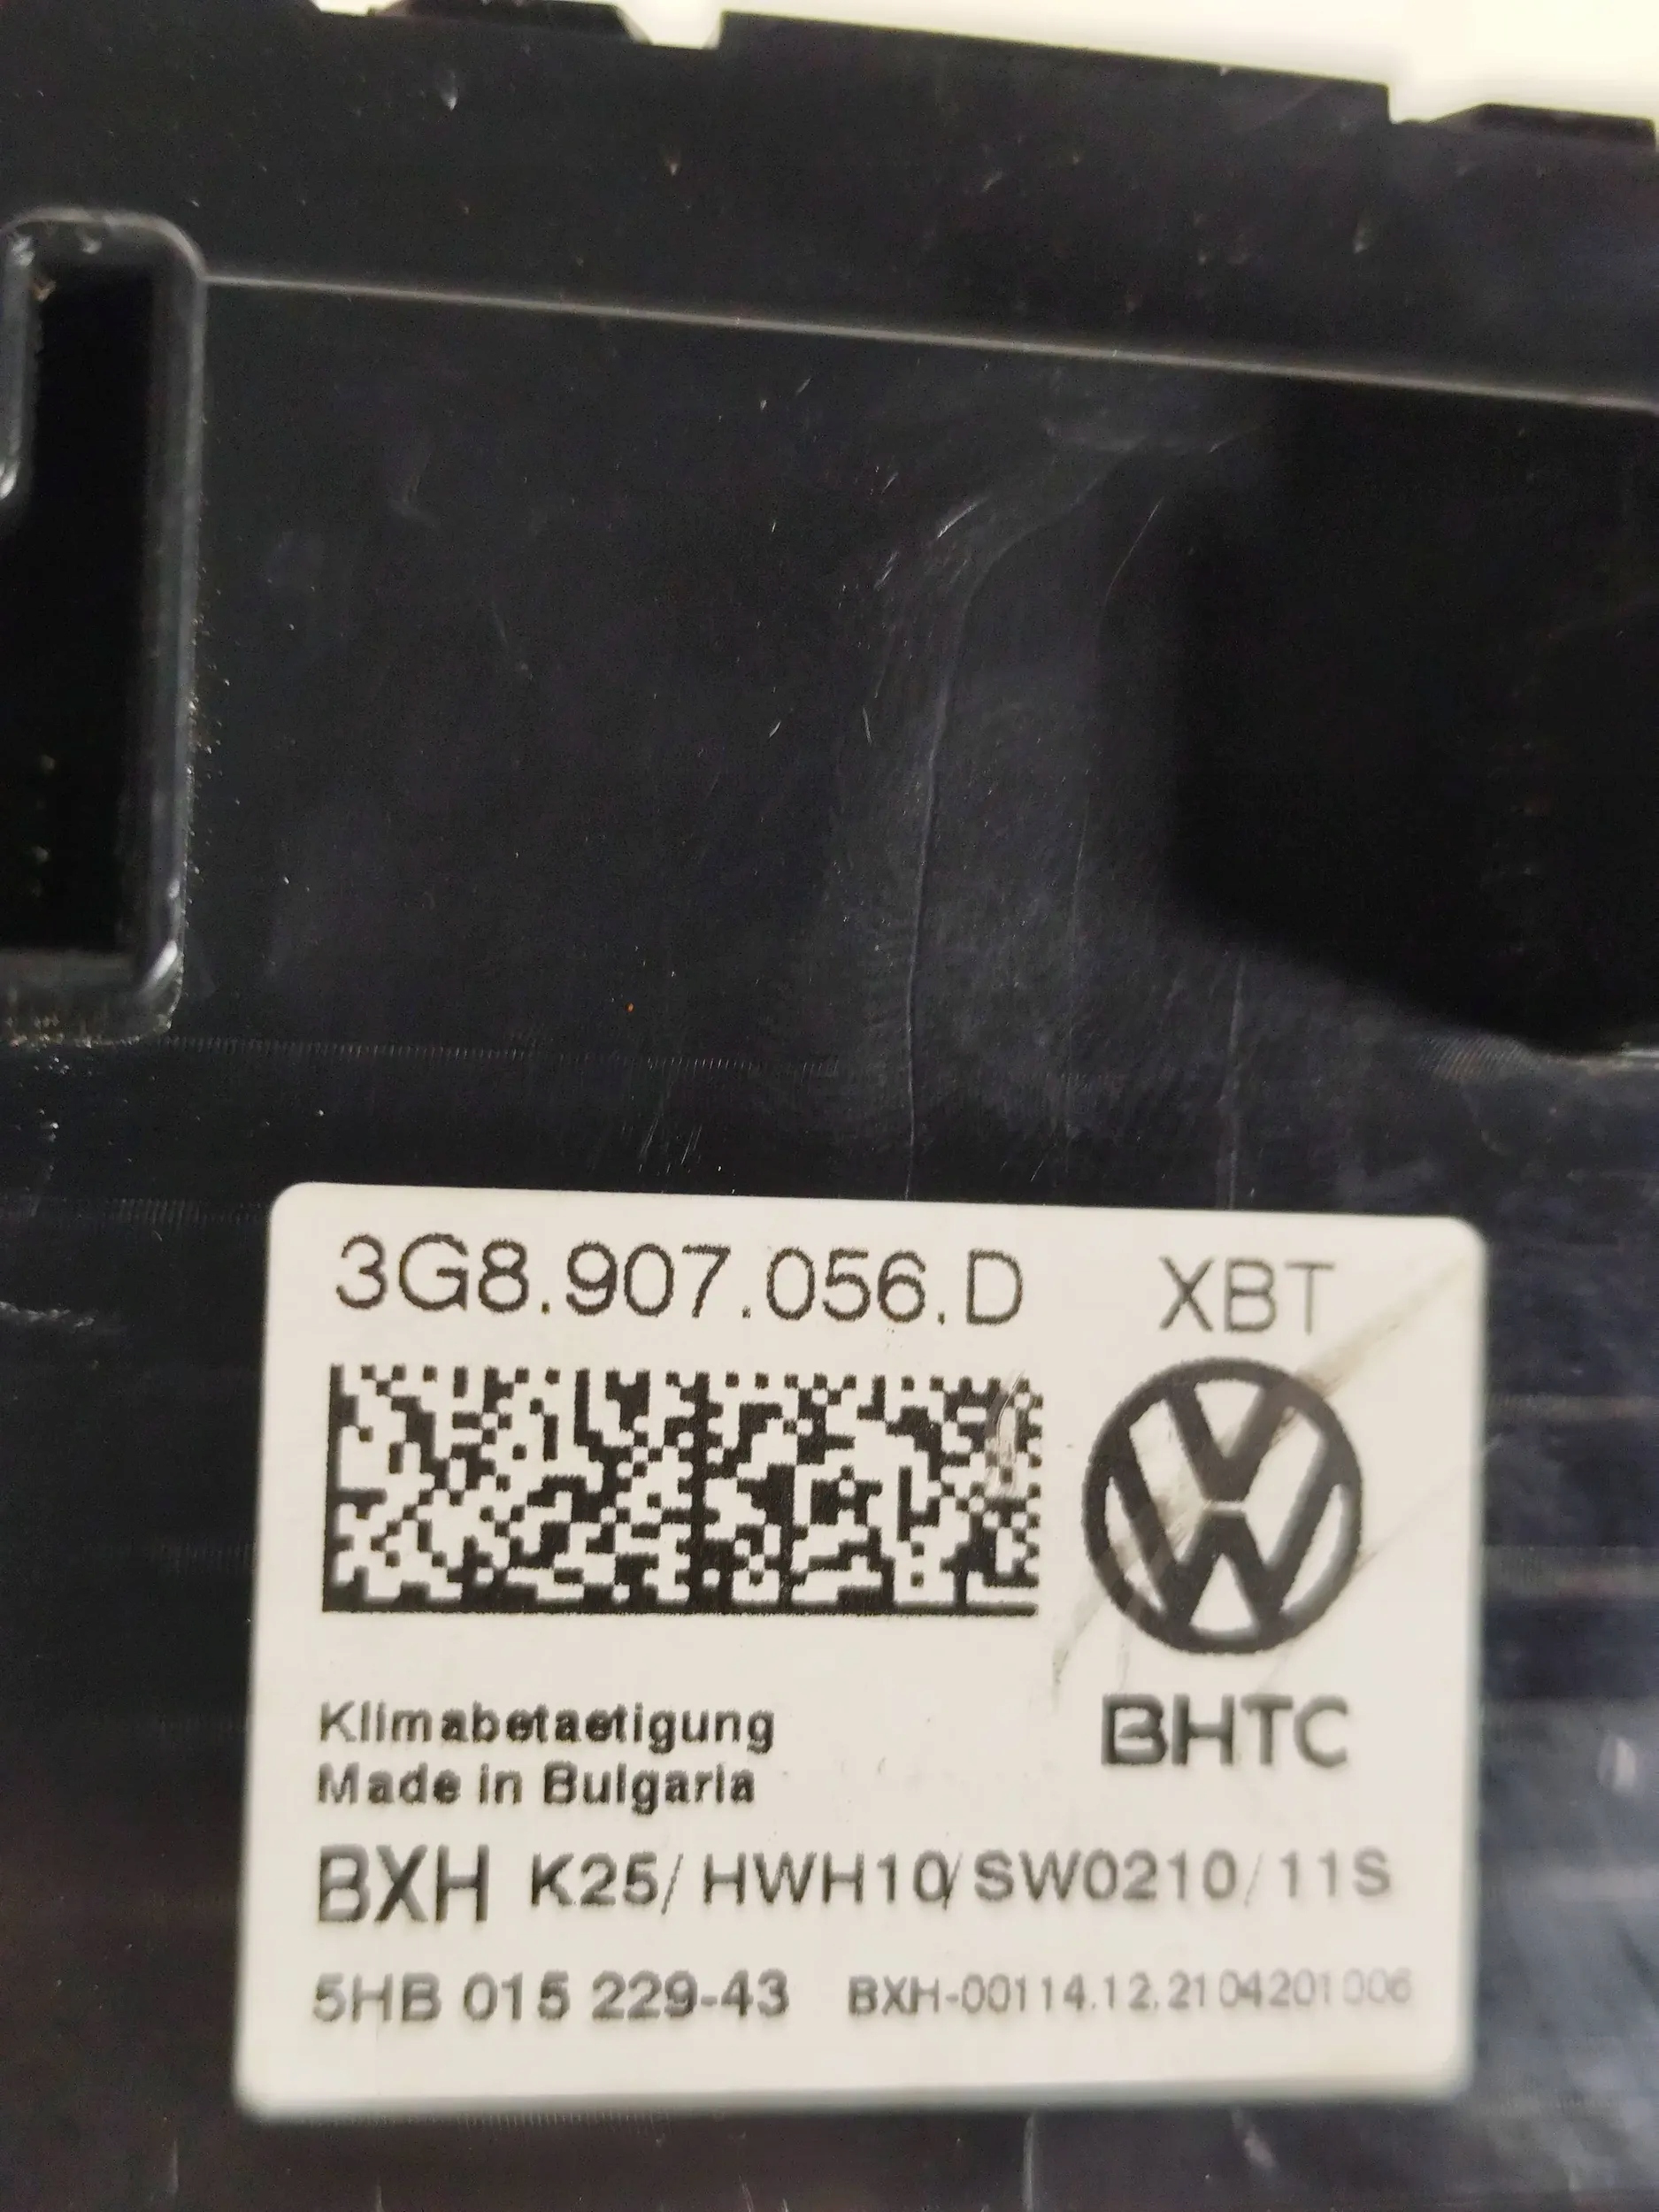 3G8.907.056.D XBT
BHTC
Klimabetaetigung
Made in Bulgaria
BXH K25/HWH10/SW0210/11S
5HB 015 229-43 BXH-00114.12.2104201006